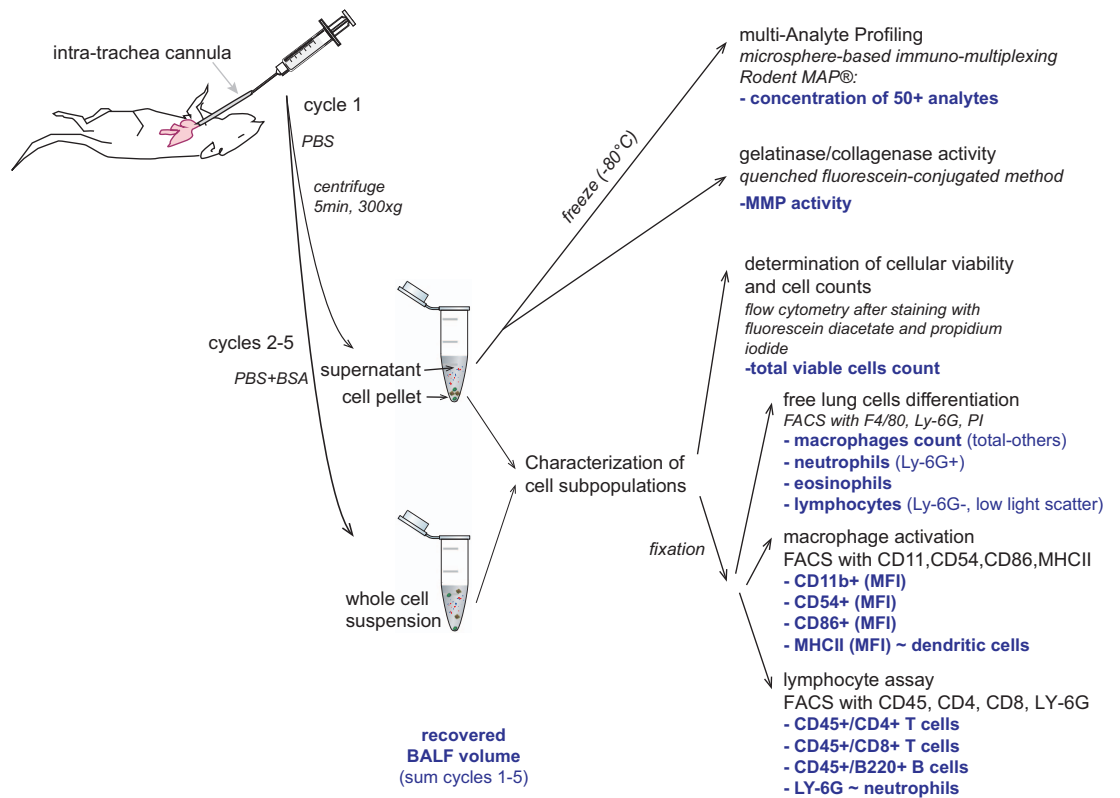 intra-trachea cannula
cycle 1
PBS
centrifuge
5min, 300xg
cycles 2-5
PBS+BSA
supernatant
cell pellet
whole cell
suspension
recovered
BALF volume
(sum cycles 1-5)
freeze (-80°C)
Characterization of
cell subpopulations
fixation
multi-Analyte Profiling
microsphere-based immuno-multiplexing
Rodent MAP®:
- concentration of 50+ analytes
gelatinase/collagenase activity
quenched fluorescein-conjugated method
-MMP activity
determination of cellular viability
and cell counts
flow cytometry after staining with
fluorescein diacetate and propidium
iodide
-total viable cells count
free lung cells differentiation
FACS with F4/80, Ly-6G, PI
- macrophages count (total-others)
- neutrophils (Ly-6G+)
- eosinophils
- lymphocytes (Ly-6G-, low light scatter)
macrophage activation
FACS with CD11,CD54,CD86,MHCII
- CD11b+ (MFI)
- CD54+ (MFI)
- CD86+ (MFI)
- MHCII (MFI) ~ dendritic cells
lymphocyte assay
FACS with CD45, CD4, CD8, LY-6G
- CD45+/CD4+ T cells
- CD45+/CD8+ T cells
- CD45+/B220+ B cells
- LY-6G ~ neutrophils